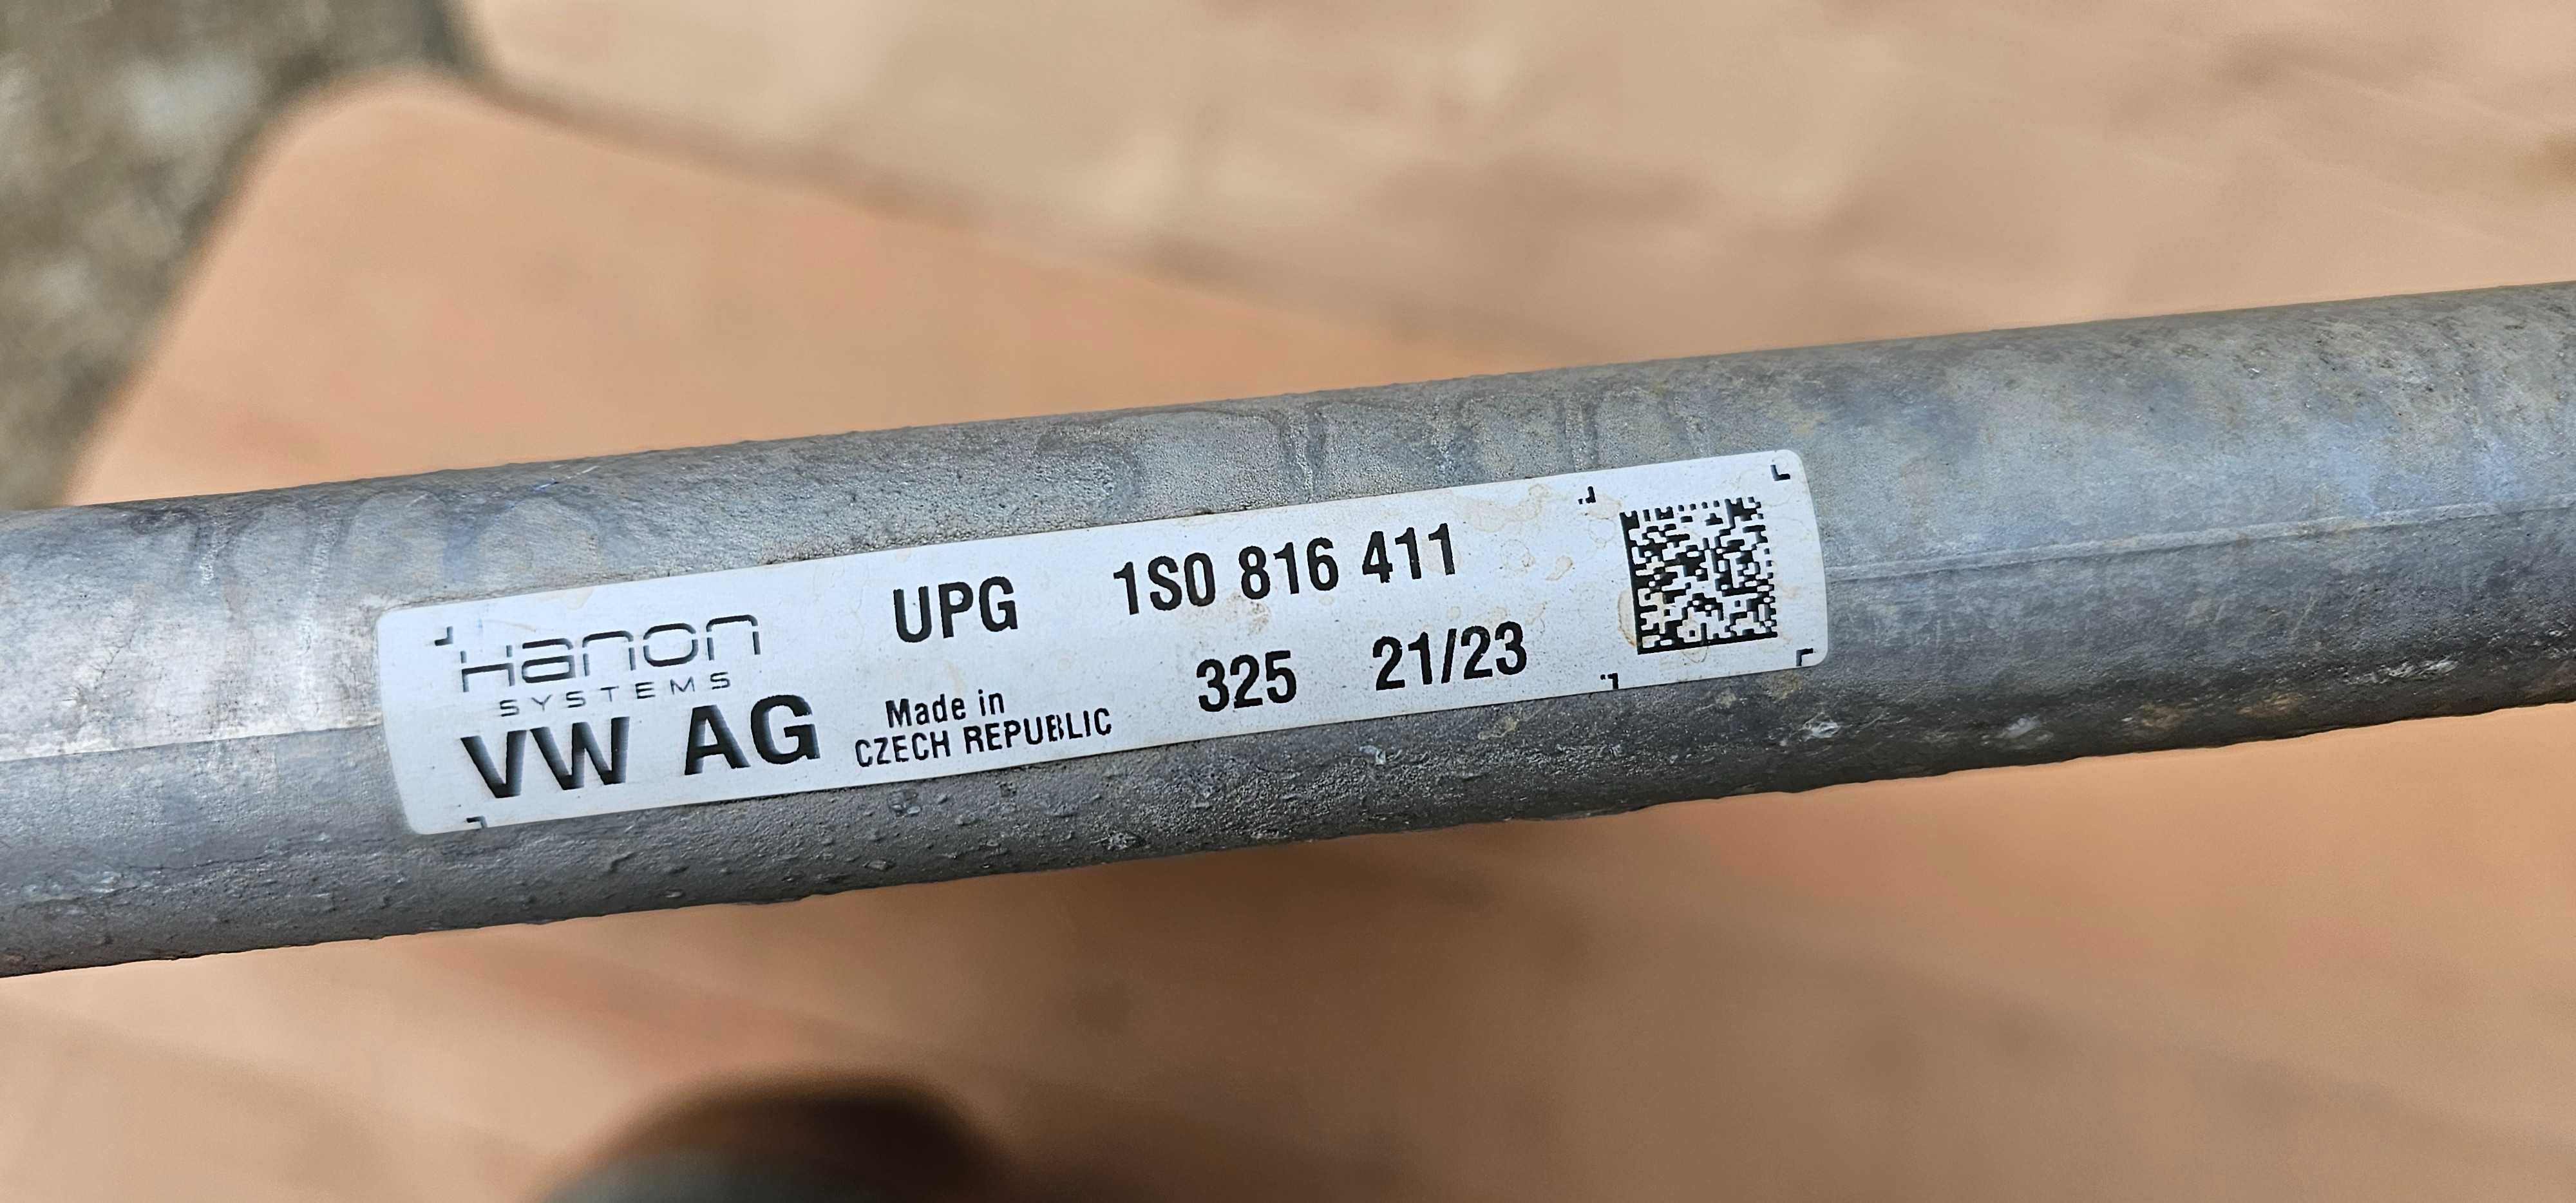 Hanon
SYSTEMS
VW AG
UPG 1S0 816 411
Made in
CZECH REPUBLIC
325 21/23